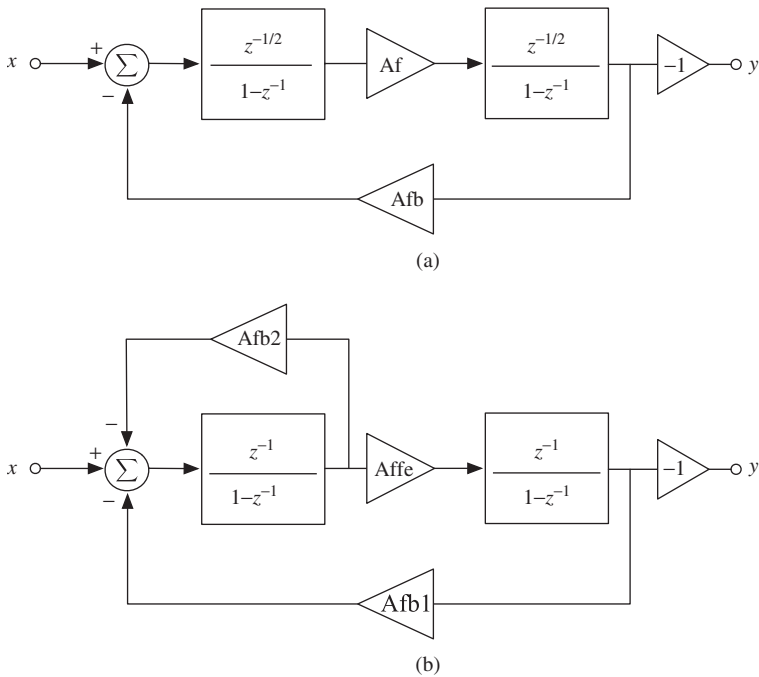 x + ∑ z^{-1/2} / 1−z^{-1} Af z^{-1/2} / 1−z^{-1} −1 y
−
Afb
(a)
Afb2
−
x + ∑ z^{-1} / 1−z^{-1} Affe z^{-1} / 1−z^{-1} −1 y
−
Afb1
(b)